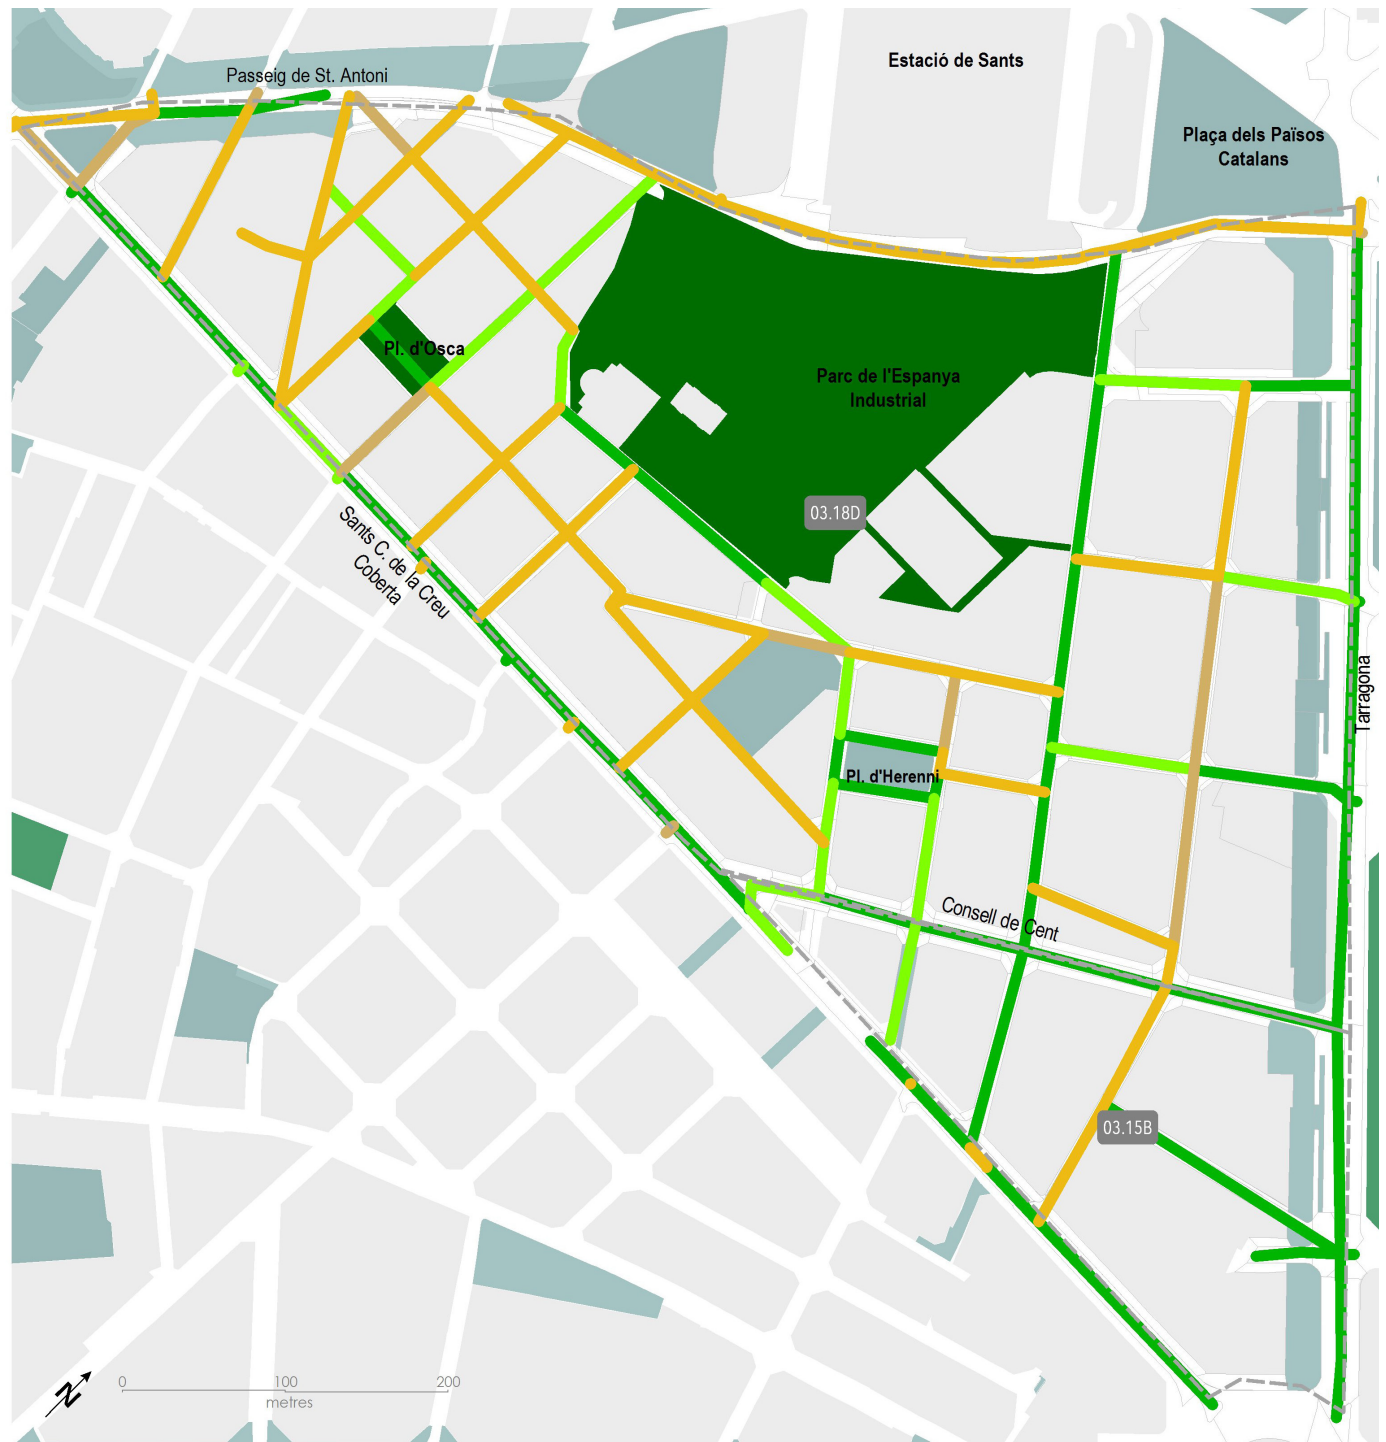 Estació de Sants
Passeig de St. Antoni
Plaça dels Països
Catalans
Pl. d'Osca
Parc de l'Espanya
Industrial
03.18D
Sants C. de la Creu
Coberta
Tarragona
Pl. d'Herenni
Consell de Cent
03.15B
N
0 100 200
metres